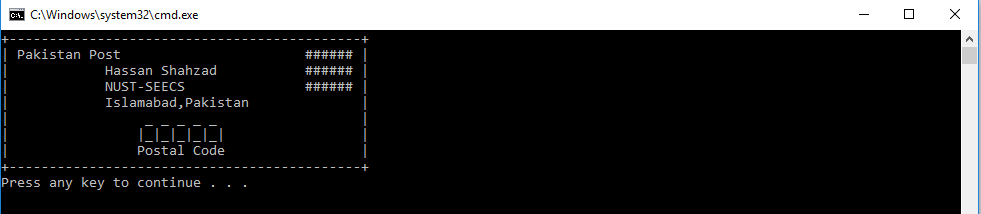 C:\Windows\system32\cmd.exe
+--------------------------------------------+
| Pakistan Post                       ###### |
|            Hassan Shahzad           ###### |
|            NUST-SEECS               ###### |
|            Islamabad,Pakistan              |
|                 _ _ _ _ _                  |
|                |_|_|_|_|_|                 |
|                Postal Code                 |
+--------------------------------------------+
Press any key to continue . . .